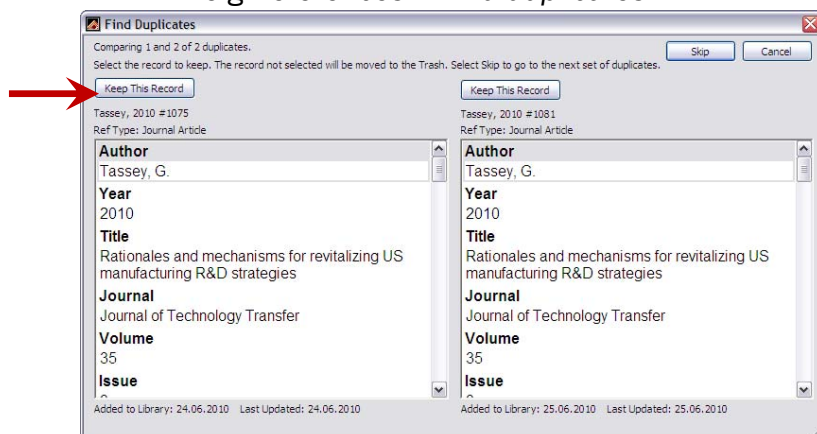 Find Duplicates
Comparing 1 and 2 of 2 duplicates.
Select the record to keep. The record not selected will be moved to the Trash. Select Skip to go to the next set of duplicates.
Skip
Cancel
Keep This Record
Tassey, 2010 #1075
Ref Type: Journal Article
Author
Tassey, G.
Year
2010
Title
Rationales and mechanisms for revitalizing US
manufacturing R&D strategies
Journal
Journal of Technology Transfer
Volume
35
Issue
Added to Library: 24.06.2010 Last Updated: 24.06.2010
Keep This Record
Tassey, 2010 #1081
Ref Type: Journal Article
Author
Tassey, G.
Year
2010
Title
Rationales and mechanisms for revitalizing US
manufacturing R&D strategies
Journal
Journal of Technology Transfer
Volume
35
Issue
Added to Library: 25.06.2010 Last Updated: 25.06.2010